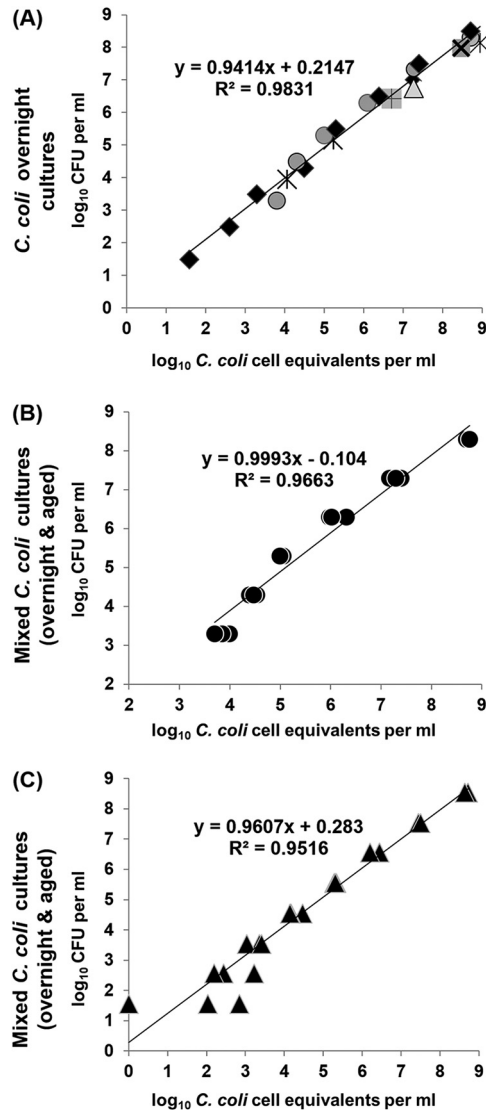 (A)
C. coli overnight
cultures
log₁₀ CFU per ml
9
8
7
6
5
4
3
2
1
0
y = 0.9414x + 0.2147
R² = 0.9831
0 1 2 3 4 5 6 7 8 9
log₁₀ C. coli cell equivalents per ml
(B)
Mixed C. coli cultures
(overnight & aged)
log₁₀ CFU per ml
9
8
7
6
5
4
3
2
y = 0.9993x - 0.104
R² = 0.9663
2 3 4 5 6 7 8 9
log₁₀ C. coli cell equivalents per ml
(C)
Mixed C. coli cultures
(overnight & aged)
log₁₀ CFU per ml
9
8
7
6
5
4
3
2
1
0
y = 0.9607x + 0.283
R² = 0.9516
0 1 2 3 4 5 6 7 8 9
log₁₀ C. coli cell equivalents per ml